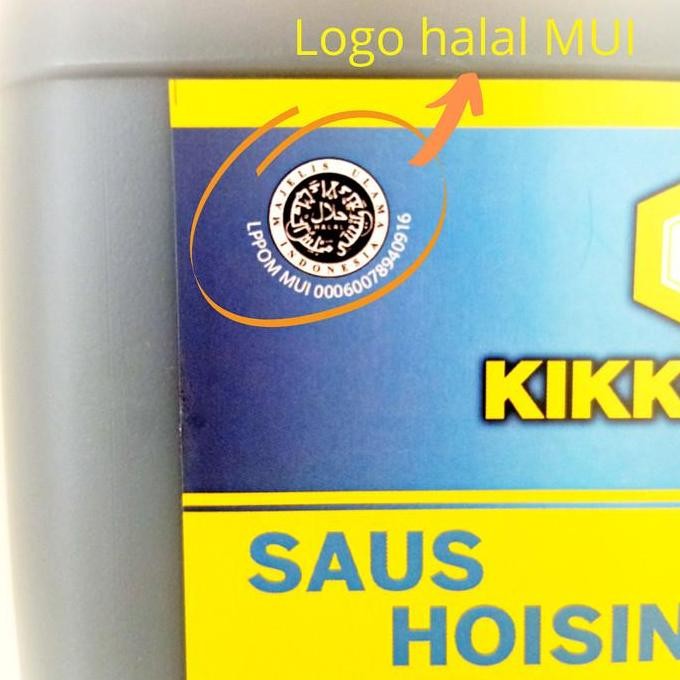 Logo halal MUI
MAJELIS ULAMA
حلال
HALAL
INDONESIA
LPPOM MUI 00060078940916
KIKK
SAUS
HOISIN